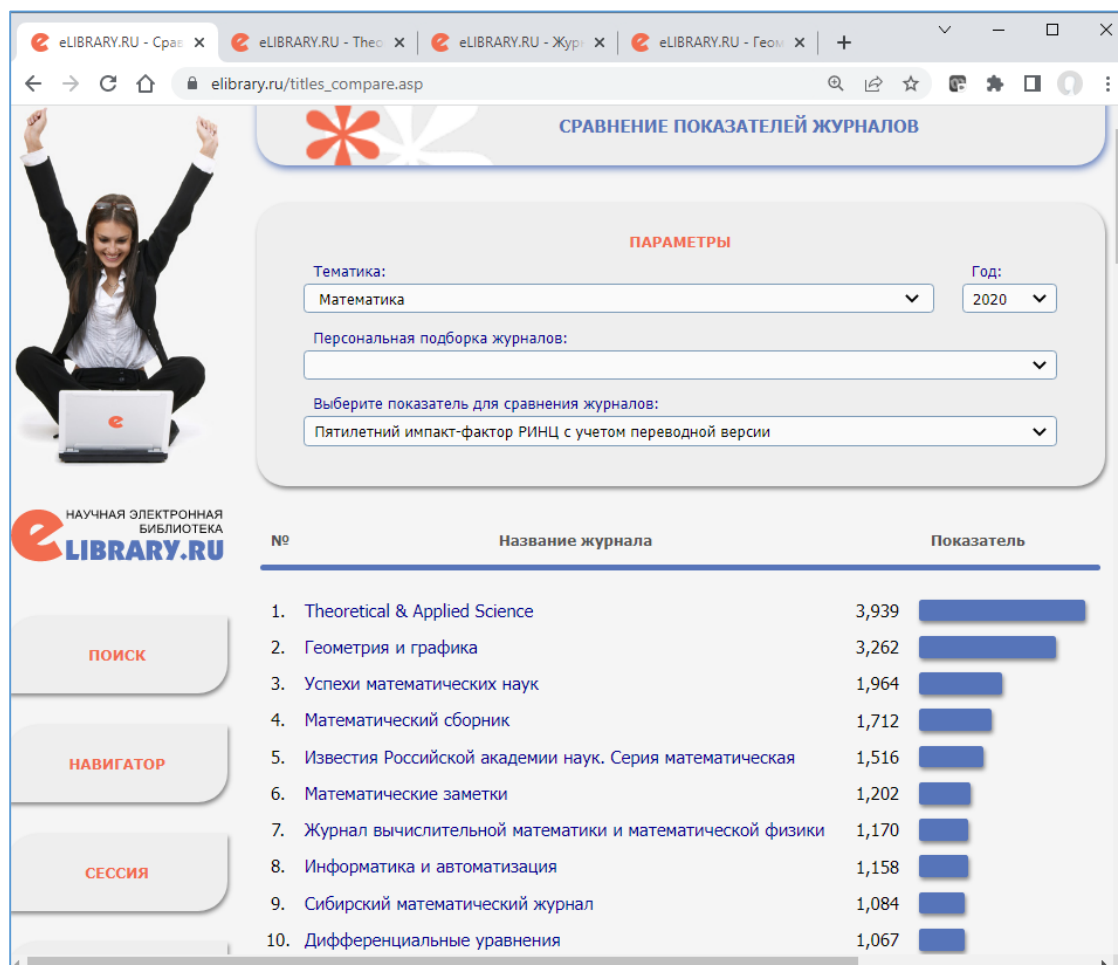 eLIBRARY.RU - Срав
eLIBRARY.RU - Theo
eLIBRARY.RU - Жур
eLIBRARY.RU - Геом
elibrary.ru/titles_compare.asp
СРАВНЕНИЕ ПОКАЗАТЕЛЕЙ ЖУРНАЛОВ
ПАРАМЕТРЫ
Тематика: Год:
Математика 2020
Персональная подборка журналов:
Выберите показатель для сравнения журналов:
Пятилетний импакт-фактор РИНЦ с учетом переводной версии
НАУЧНАЯ ЭЛЕКТРОННАЯ
БИБЛИОТЕКА
eLIBRARY.RU
ПОИСК
НАВИГАТОР
СЕССИЯ
№ Название журнала Показатель
1. Theoretical & Applied Science 3,939
2. Геометрия и графика 3,262
3. Успехи математических наук 1,964
4. Математический сборник 1,712
5. Известия Российской академии наук. Серия математическая 1,516
6. Математические заметки 1,202
7. Журнал вычислительной математики и математической физики 1,170
8. Информатика и автоматизация 1,158
9. Сибирский математический журнал 1,084
10. Дифференциальные уравнения 1,067